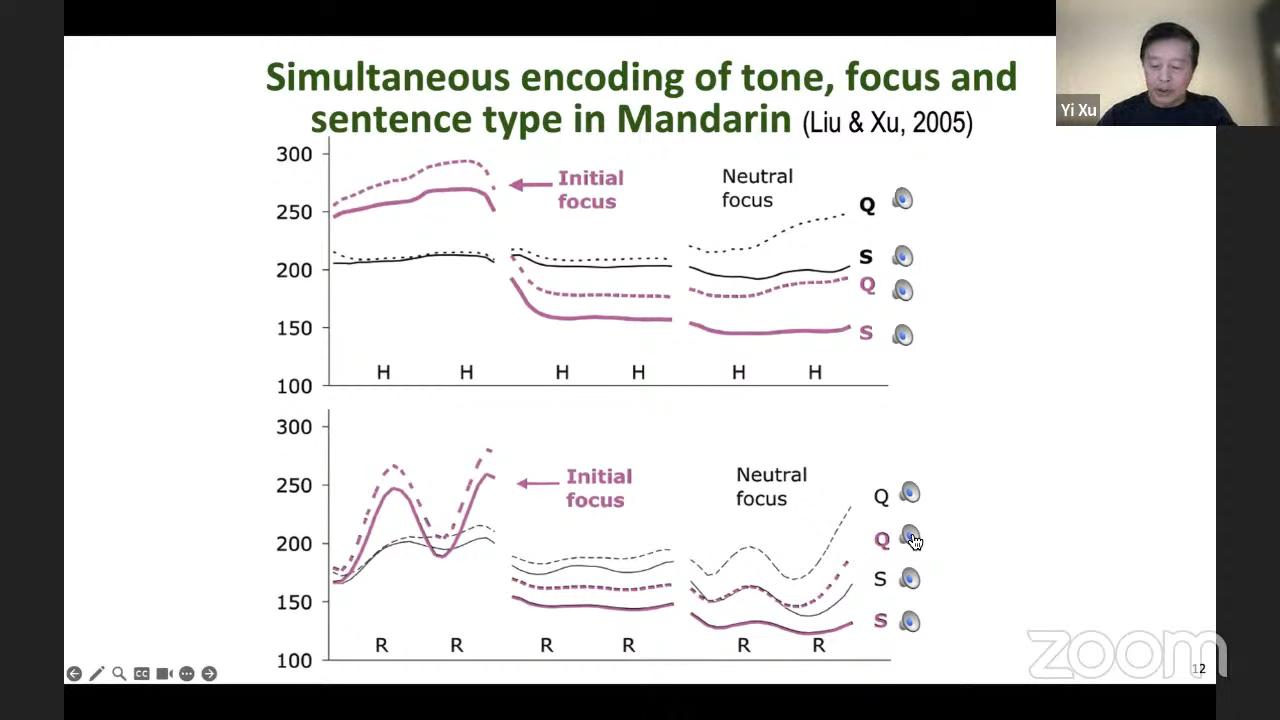 Simultaneous encoding of tone, focus and
sentence type in Mandarin (Liu & Xu, 2005)
Yi Xu
300
250
200
150
100
Initial
focus
Neutral
focus
Q
S
Q
S
H H H H H H
300
250
200
150
100
Initial
focus
Neutral
focus
Q
Q
S
S
R R R R R R
CC
zoom
12